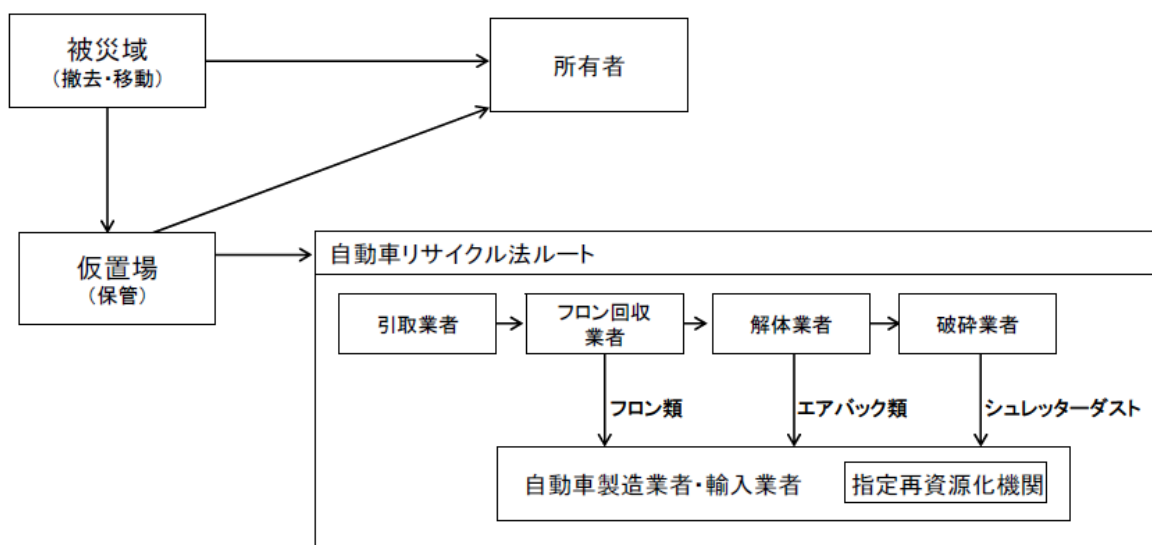 被災域
(撤去・移動)
所有者
仮置場
(保管)
自動車リサイクル法ルート
引取業者
フロン回収
業者
解体業者
破砕業者
フロン類
エアバック類
シュレッターダスト
自動車製造業者・輸入業者
指定再資源化機関